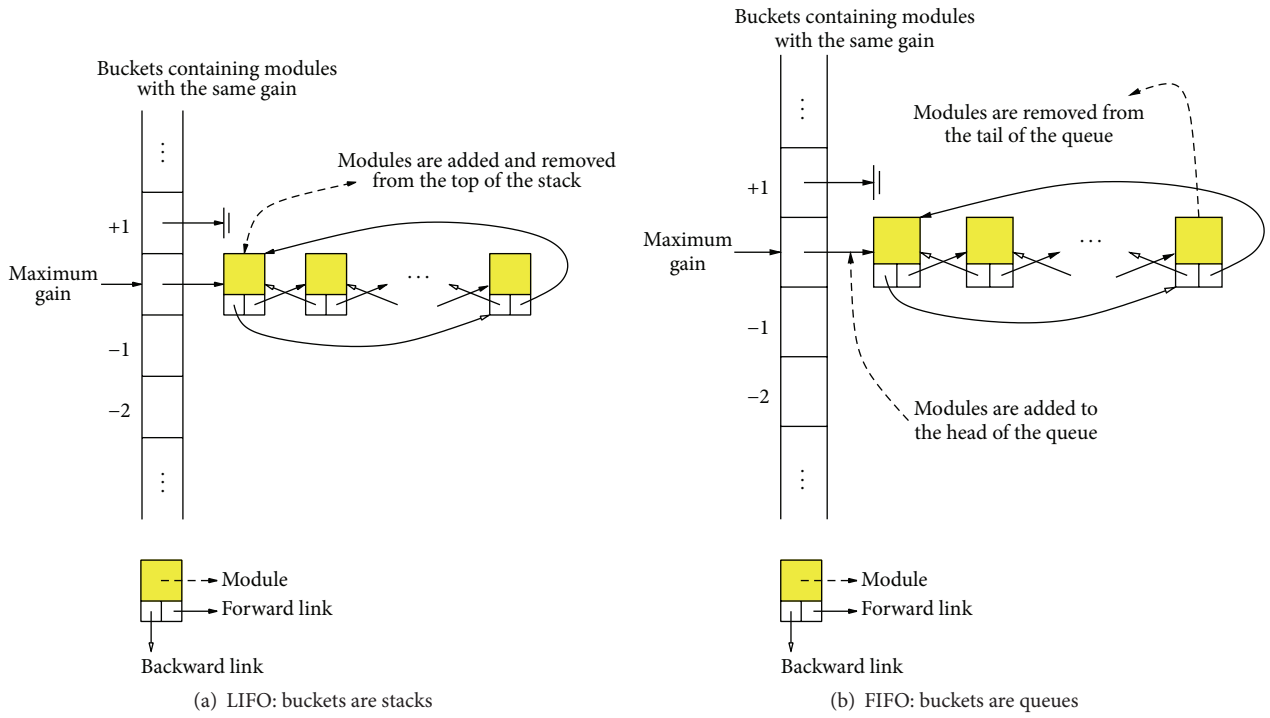 Buckets containing modules
with the same gain
⋮
Modules are added and removed
from the top of the stack
+1
Maximum
gain
⋯
−1
−2
⋮
Module
Forward link
Backward link
(a) LIFO: buckets are stacks
Buckets containing modules
with the same gain
⋮
Modules are removed from
the tail of the queue
+1
Maximum
gain
⋯
−1
−2
Modules are added to
the head of the queue
⋮
Module
Forward link
Backward link
(b) FIFO: buckets are queues